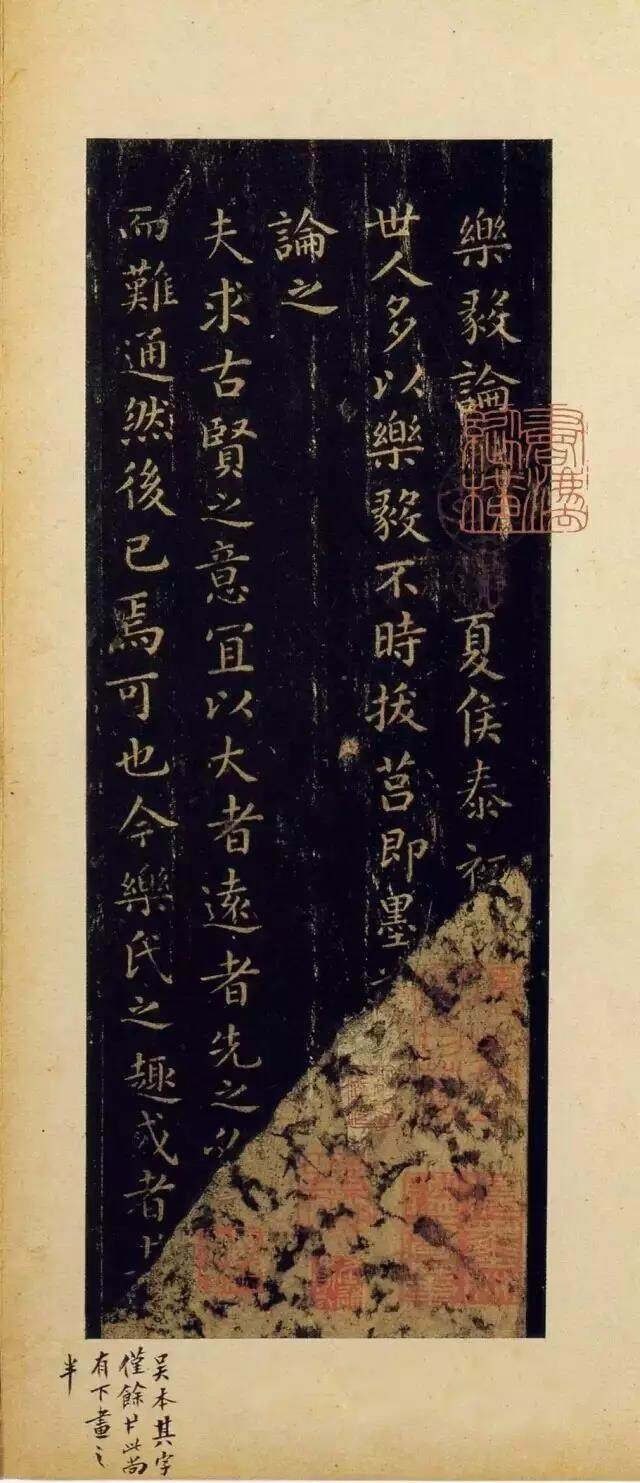 樂毅論 夏侯泰初
世人多以樂毅不時拔莒即墨
論之
夫求古賢之意宜以大者遠者先之必
而難通然後已焉可也今樂氏之趣或者
吴本其字
僅餘𠀎此尚
有下畫之
半